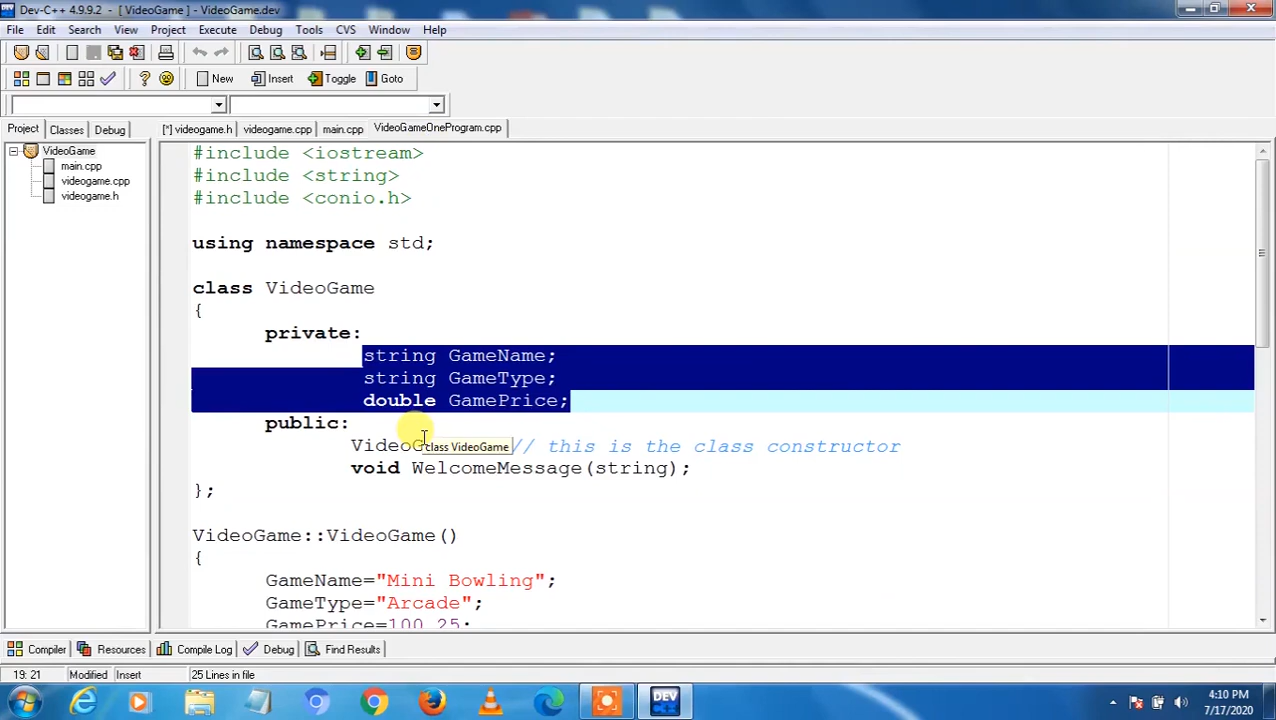 Dev-C++ 4.9.9.2 - [ VideoGame ] - VideoGame.dev
File Edit Search View Project Execute Debug Tools CVS Window Help
New Insert Toggle Goto
Project Classes Debug
[*] videogame.h videogame.cpp main.cpp VideoGameOneProgram.cpp
VideoGame
main.cpp
videogame.cpp
videogame.h
#include <iostream>
#include <string>
#include <conio.h>
using namespace std;
class VideoGame
{
private:
string GameName;
string GameType;
double GamePrice;
public:
VideoG class VideoGame // this is the class constructor
void WelcomeMessage(string);
};
VideoGame::VideoGame()
{
GameName="Mini Bowling";
GameType="Arcade";
GamePrice=100.25;
Compiler Resources Compile Log Debug Find Results
19: 21 Modified Insert 25 Lines in file
DEV
4:10 PM
7/17/2020